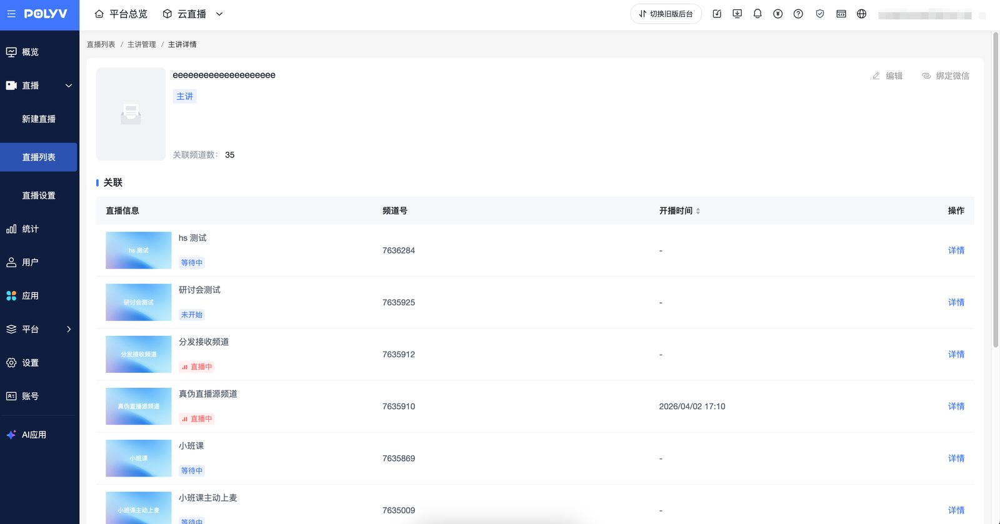 POLYV
平台总览
云直播
切换旧版后台
概览
直播
新建直播
直播列表
直播设置
统计
用户
应用
平台
设置
账号
AI应用
直播列表 / 主讲管理 / 主讲详情
eeeeeeeeeeeeeeeeeeee
主讲
关联频道数： 35
编辑
绑定微信
关联
直播信息 频道号 开播时间 操作
hs 测试
hs 测试
等待中
7636284
-
详情
研讨会测试
研讨会测试
未开始
7635925
-
详情
分发接收频道
分发接收频道
直播中
7635912
-
详情
真伪直播源频道
真伪直播源频道
直播中
7635910
2026/04/02 17:10
详情
小班课
小班课
等待中
7635869
-
详情
小班课主动上麦
小班课主动上麦
等待中
7635009
-
详情